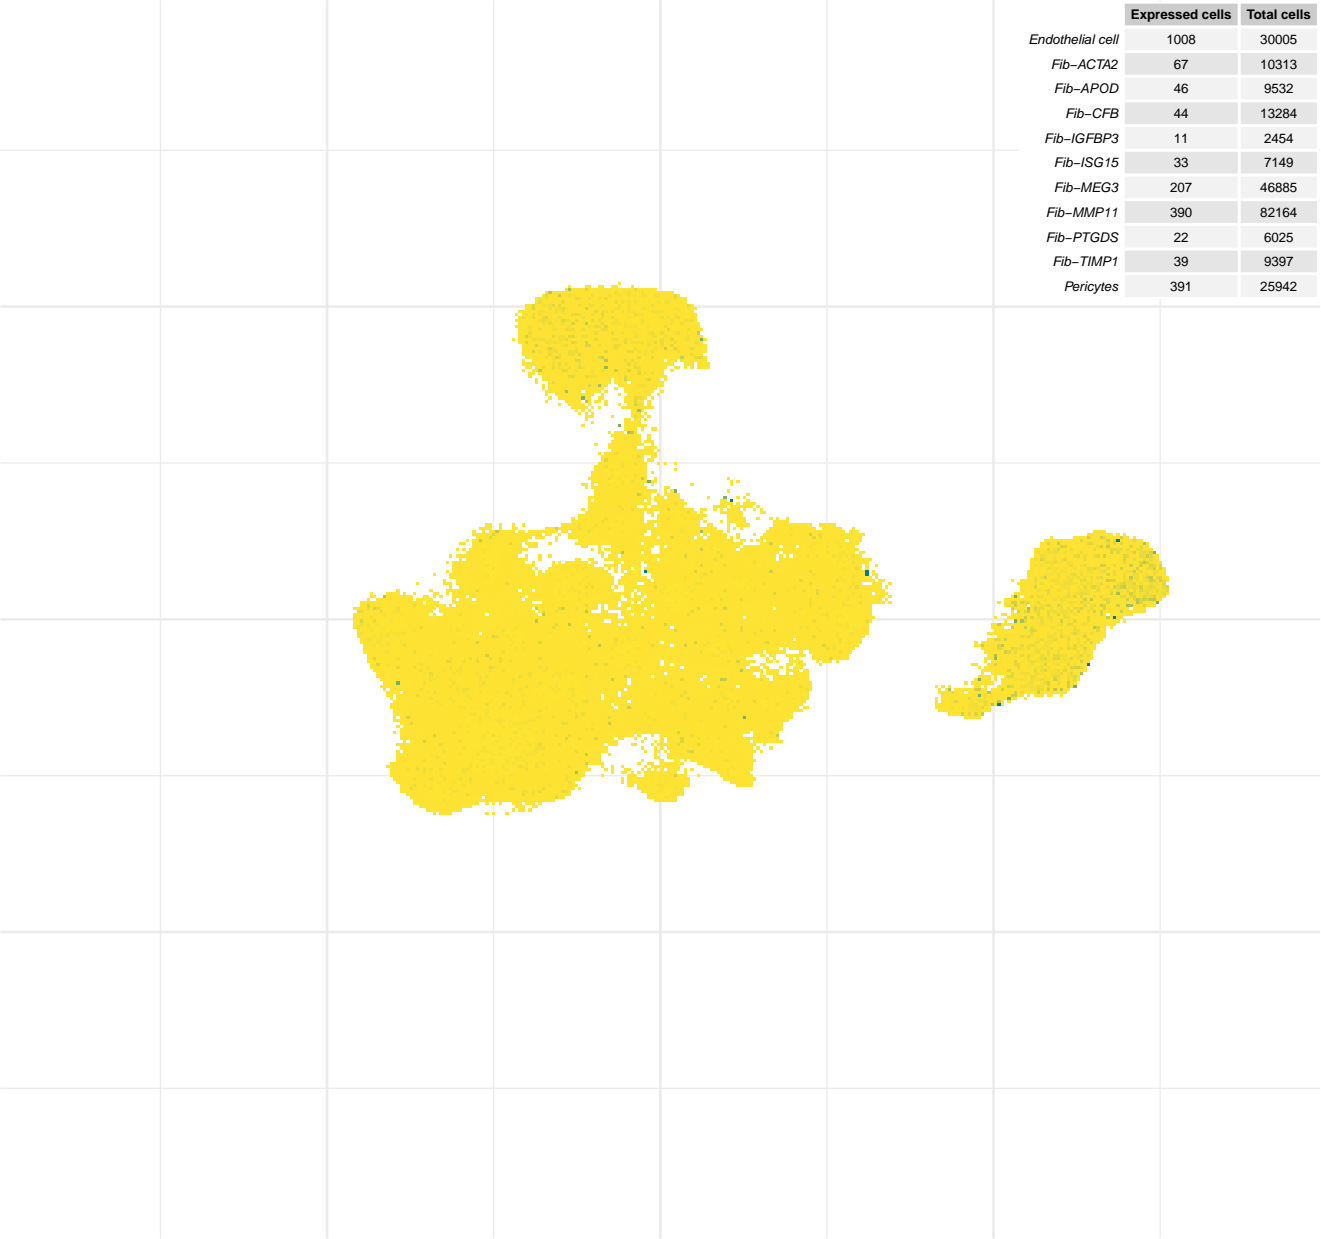 Expressed cells Total cells
Endothelial cell 1008 30005
Fib−ACTA2 67 10313
Fib−APOD 46 9532
Fib−CFB 44 13284
Fib−IGFBP3 11 2454
Fib−ISG15 33 7149
Fib−MEG3 207 46885
Fib−MMP11 390 82164
Fib−PTGDS 22 6025
Fib−TIMP1 39 9397
Pericytes 391 25942